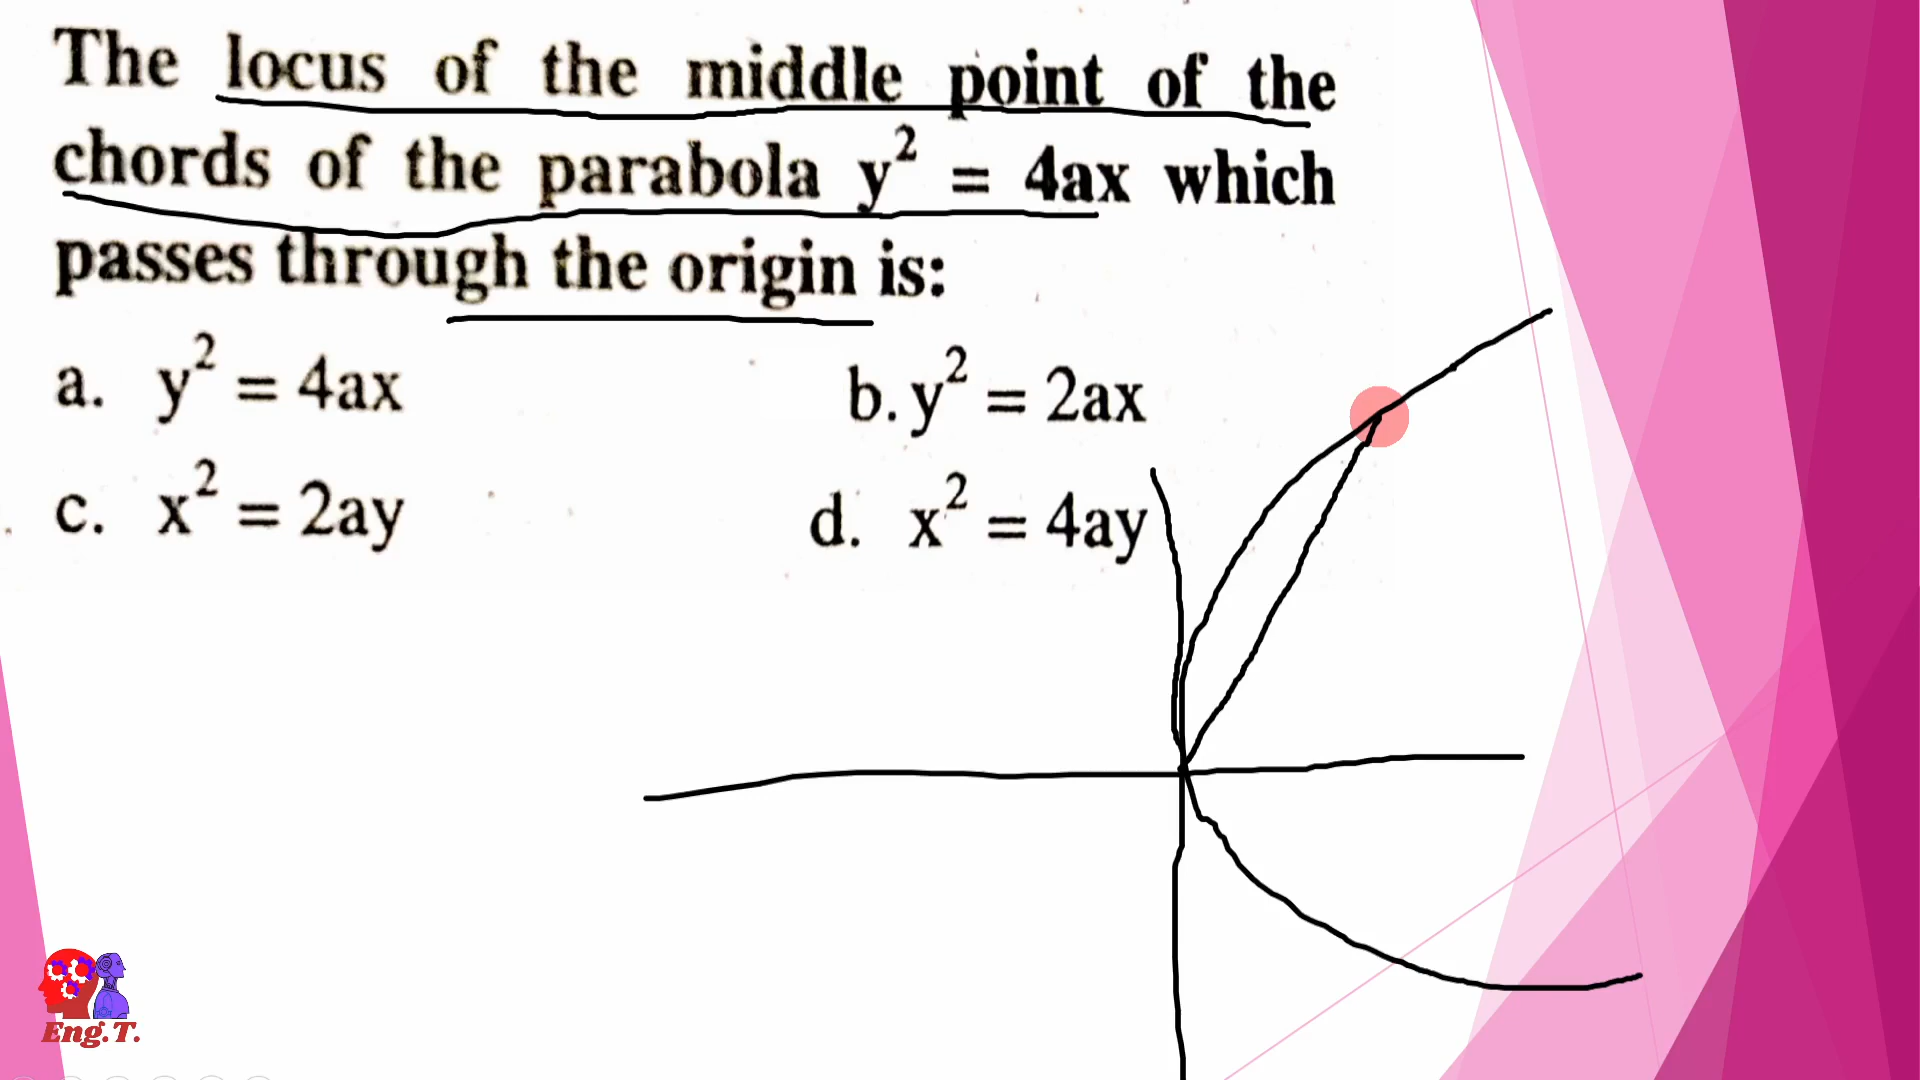 The locus of the middle point of the
chords of the parabola y² = 4ax which
passes through the origin is:
a. y² = 4ax
b. y² = 2ax
c. x² = 2ay
d. x² = 4ay
Eng.T.